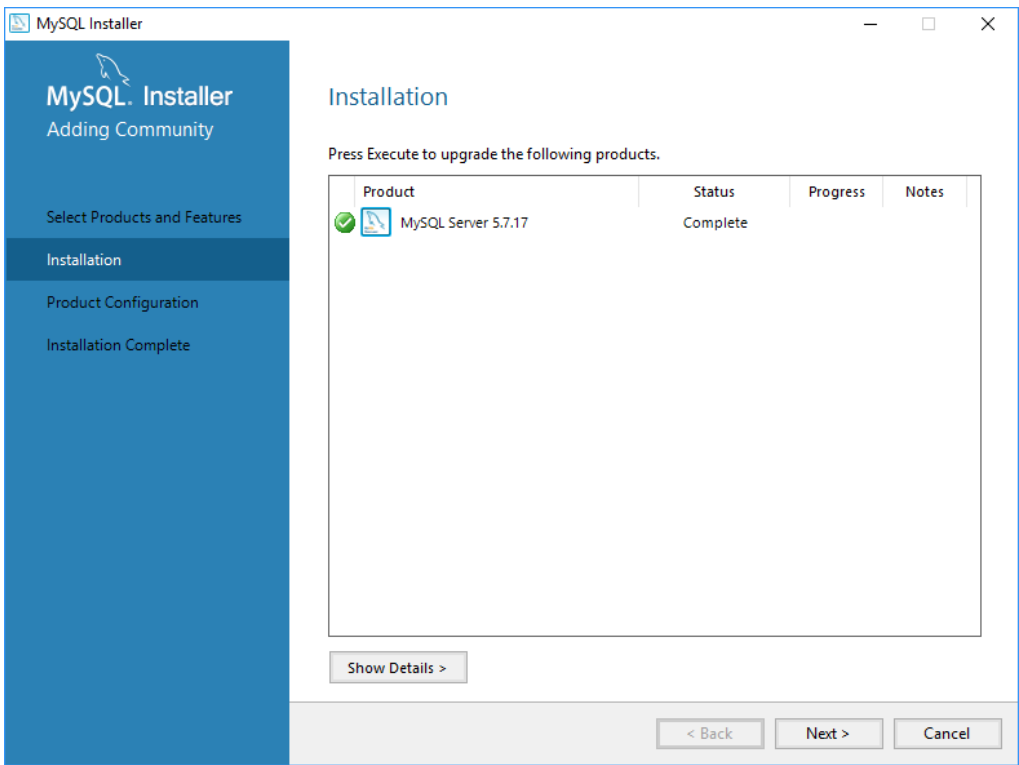 MySQL Installer
MySQL. Installer
Adding Community
Select Products and Features
Installation
Product Configuration
Installation Complete
Installation
Press Execute to upgrade the following products.
Product Status Progress Notes
MySQL Server 5.7.17 Complete
Show Details >
< Back Next > Cancel